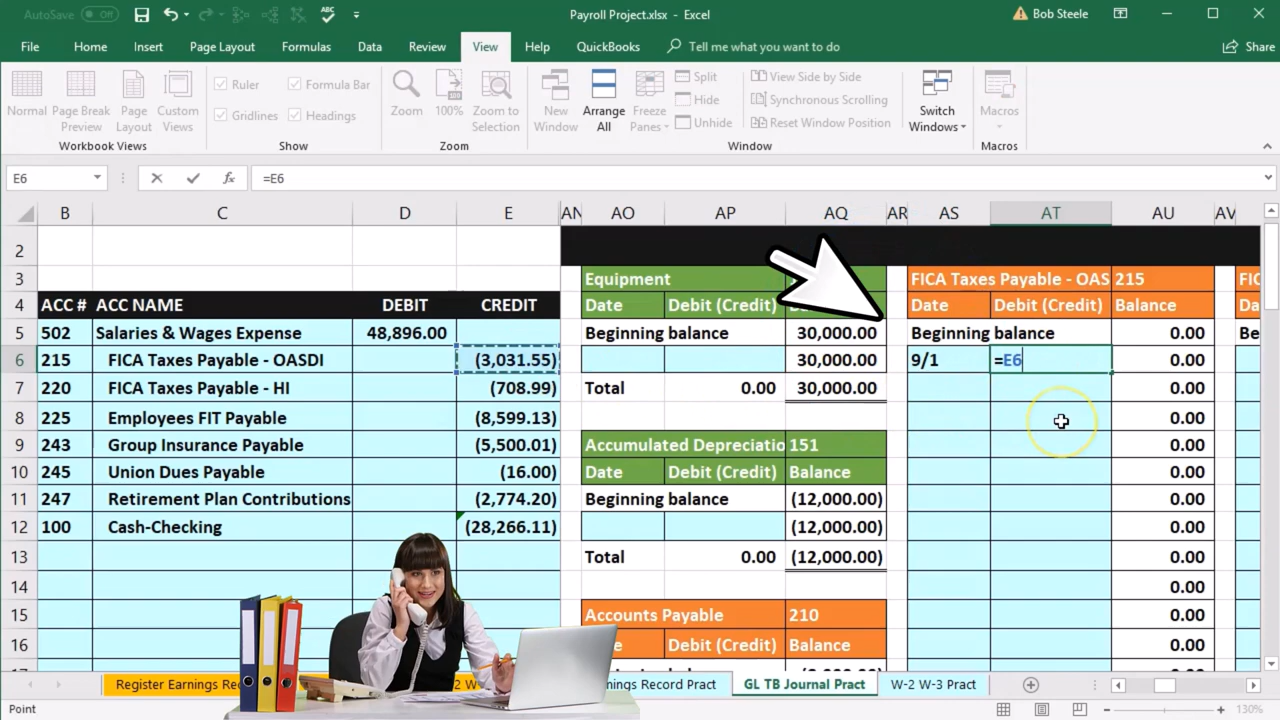 AutoSave Off Payroll Project.xlsx - Excel Bob Steele
File Home Insert Page Layout Formulas Data Review View Help QuickBooks Tell me what you want to do Share
Normal Page Break Preview Page Layout Custom Views
Workbook Views
Ruler Formula Bar
Gridlines Headings
Show
Zoom 100% Zoom to Selection
Zoom
New Window Arrange All Freeze Panes
Split
Hide
Unhide
View Side by Side
Synchronous Scrolling
Reset Window Position
Window
Switch Windows
Macros
Macros
E6 fx =E6
B C D E AN AO AP AQ AR AS AT AU AV
2
3 Equipment FICA Taxes Payable - OAS 215
4 ACC # ACC NAME DEBIT CREDIT Date Debit (Credit) Date Debit (Credit) Balance
5 502 Salaries & Wages Expense 48,896.00 Beginning balance 30,000.00 Beginning balance 0.00
6 215 FICA Taxes Payable - OASDI (3,031.55) 30,000.00 9/1 =E6 0.00
7 220 FICA Taxes Payable - HI (708.99) Total 0.00 30,000.00 0.00
8 225 Employees FIT Payable (8,599.13) 0.00
9 243 Group Insurance Payable (5,500.01) Accumulated Depreciatio 151 0.00
10 245 Union Dues Payable (16.00) Date Debit (Credit) Balance 0.00
11 247 Retirement Plan Contributions (2,774.20) Beginning balance (12,000.00) 0.00
12 100 Cash-Checking (28,266.11) (12,000.00) 0.00
13 Total 0.00 (12,000.00) 0.00
14 0.00
15 Accounts Payable 210 0.00
16 Date Debit (Credit) Balance 0.00
Register Earnings Rec 2 W- nings Record Pract GL TB Journal Pract W-2 W-3 Pract
Point 130%